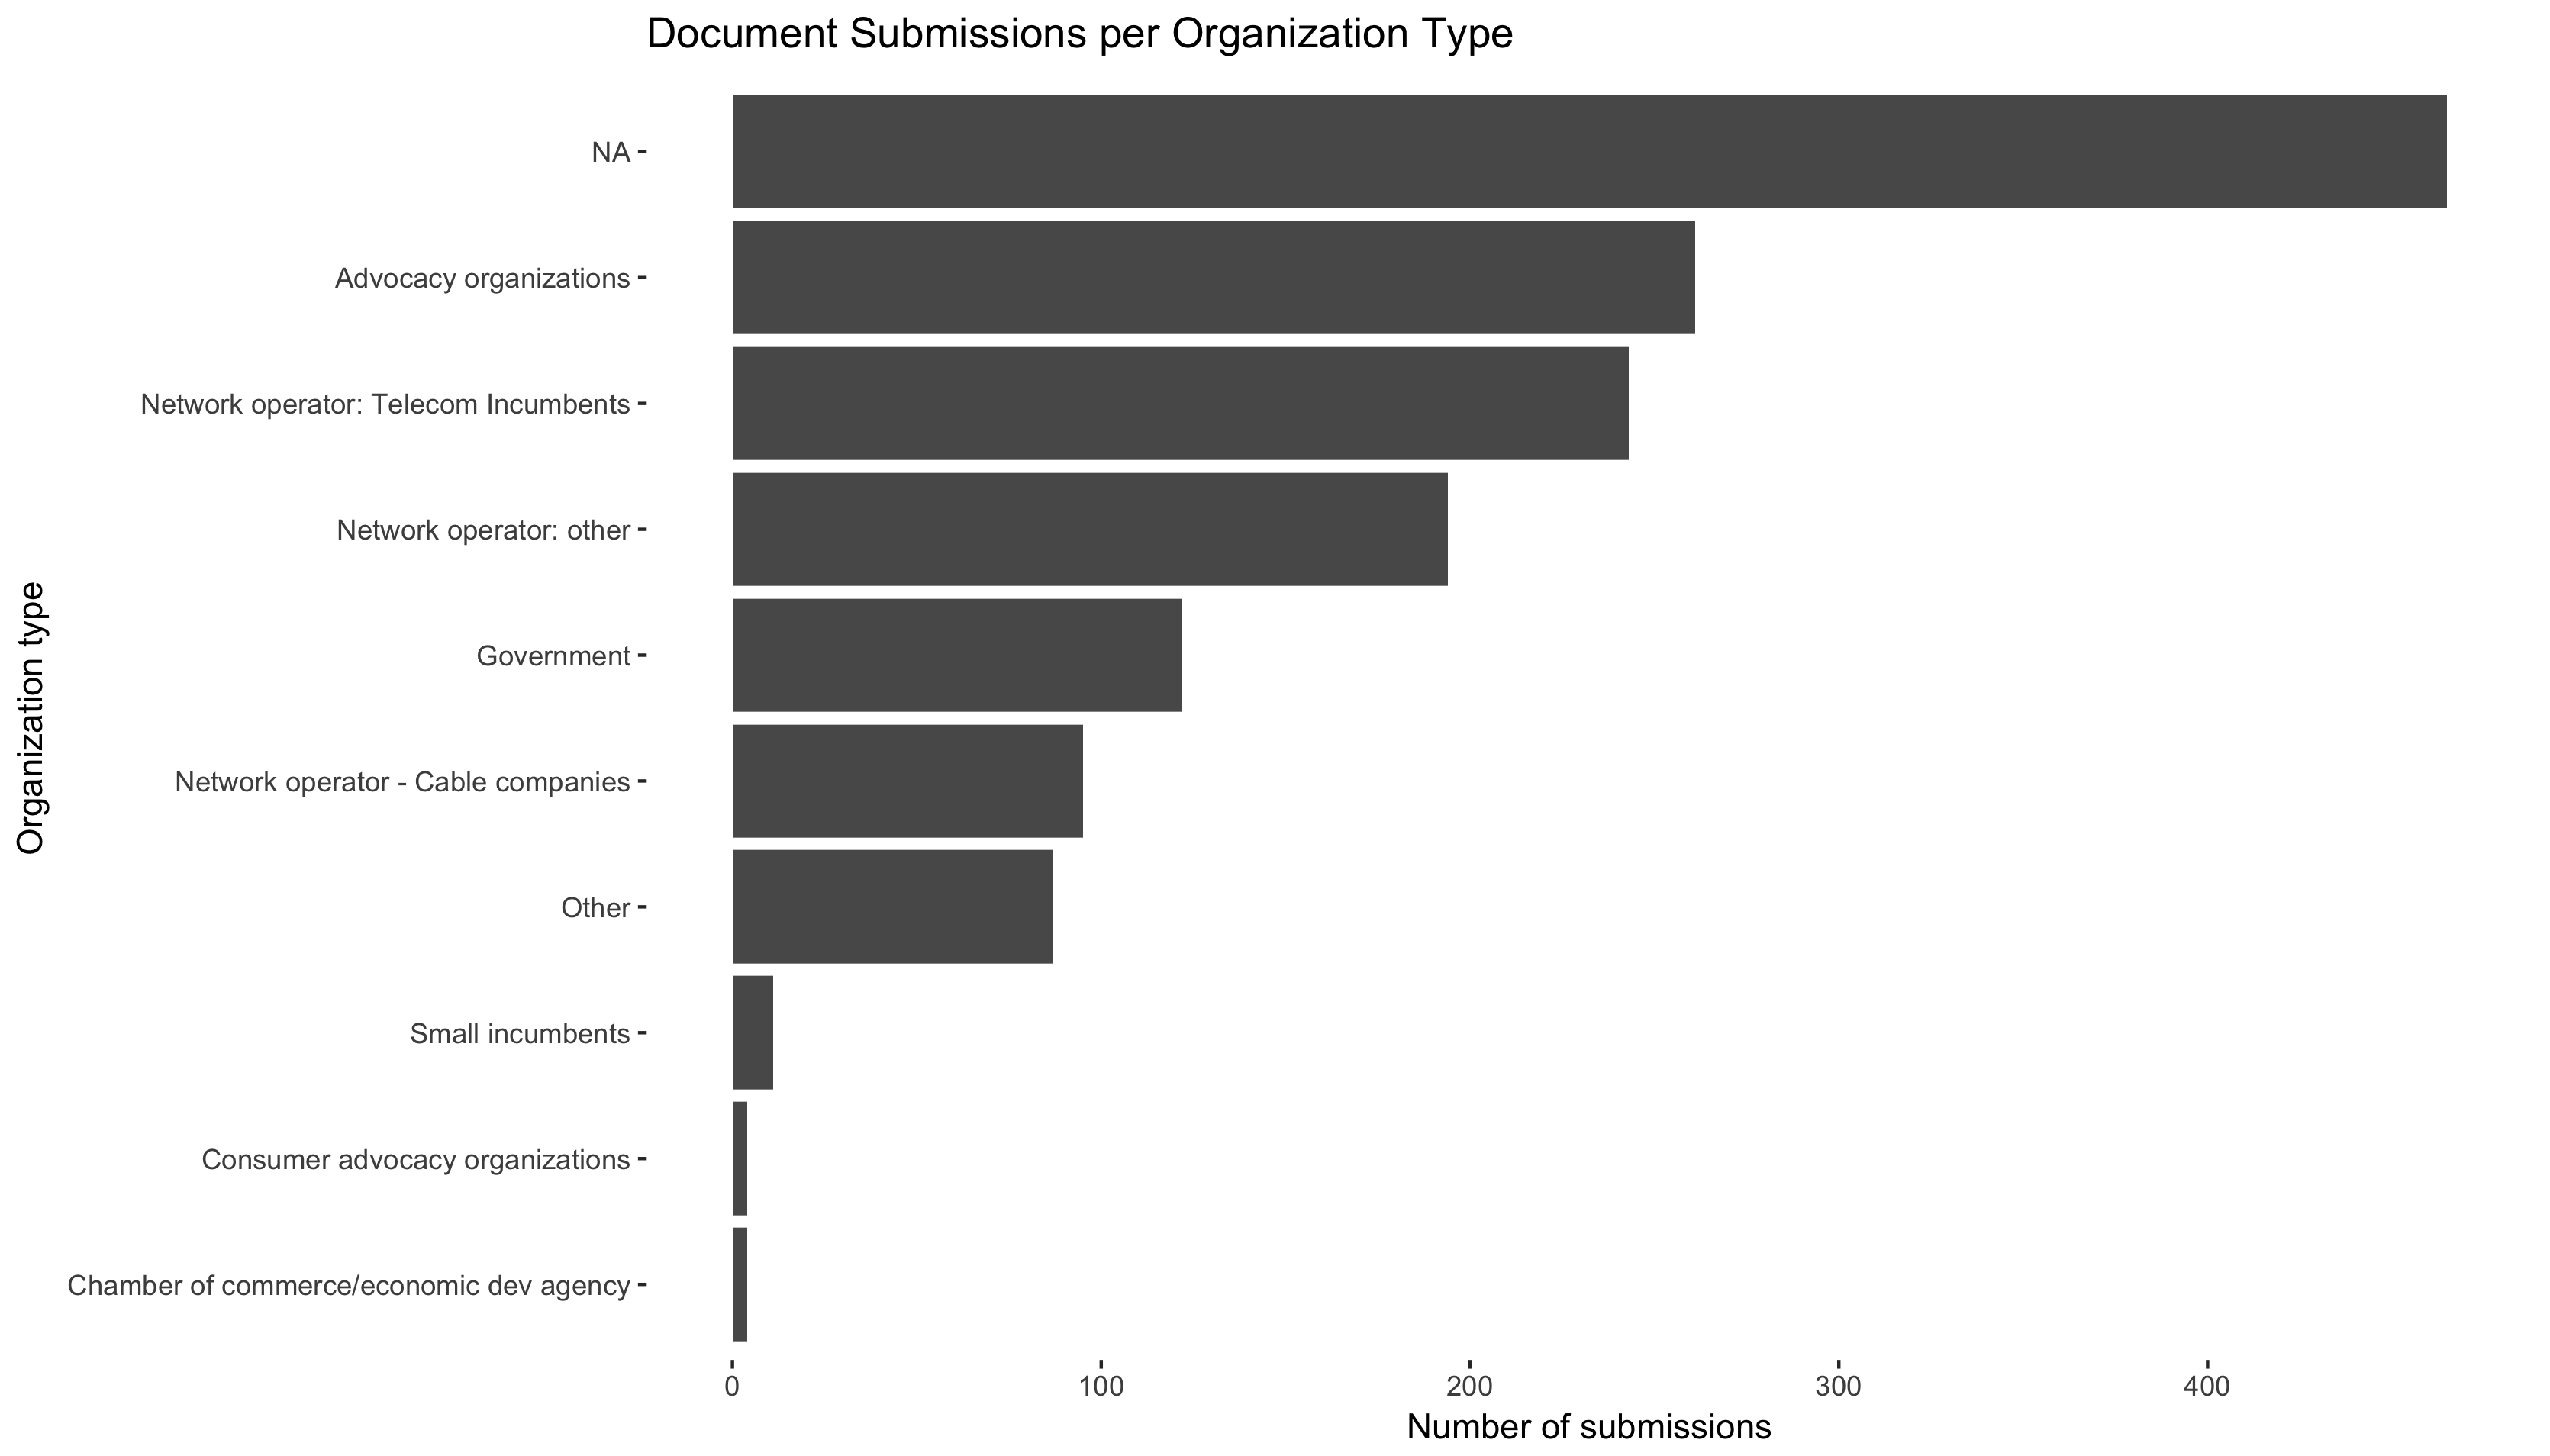 Document Submissions per Organization Type
Organization type
NA
Advocacy organizations
Network operator: Telecom Incumbents
Network operator: other
Government
Network operator - Cable companies
Other
Small incumbents
Consumer advocacy organizations
Chamber of commerce/economic dev agency
0 100 200 300 400
Number of submissions